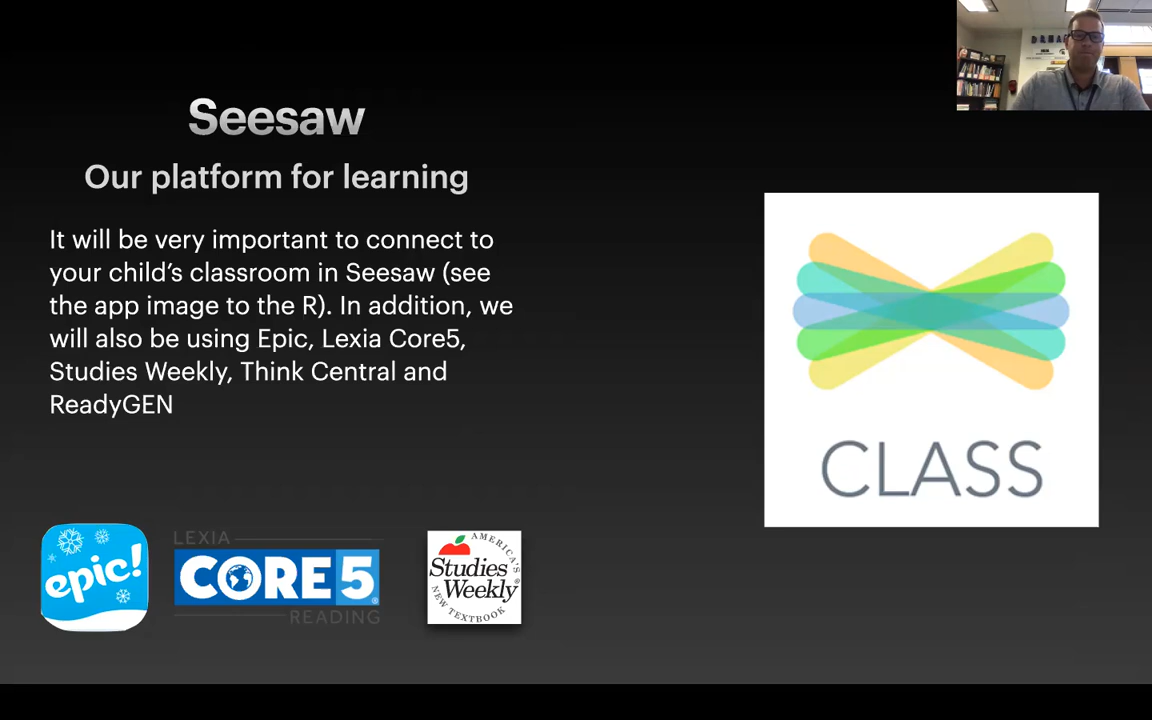 Seesaw
Our platform for learning
It will be very important to connect to
your child’s classroom in Seesaw (see
the app image to the R). In addition, we
will also be using Epic, Lexia Core5,
Studies Weekly, Think Central and
ReadyGEN
CLASS
epic!
LEXIA
CORE5
READING
AMERICA'S
Studies
Weekly®
NEW TEXTBOOK